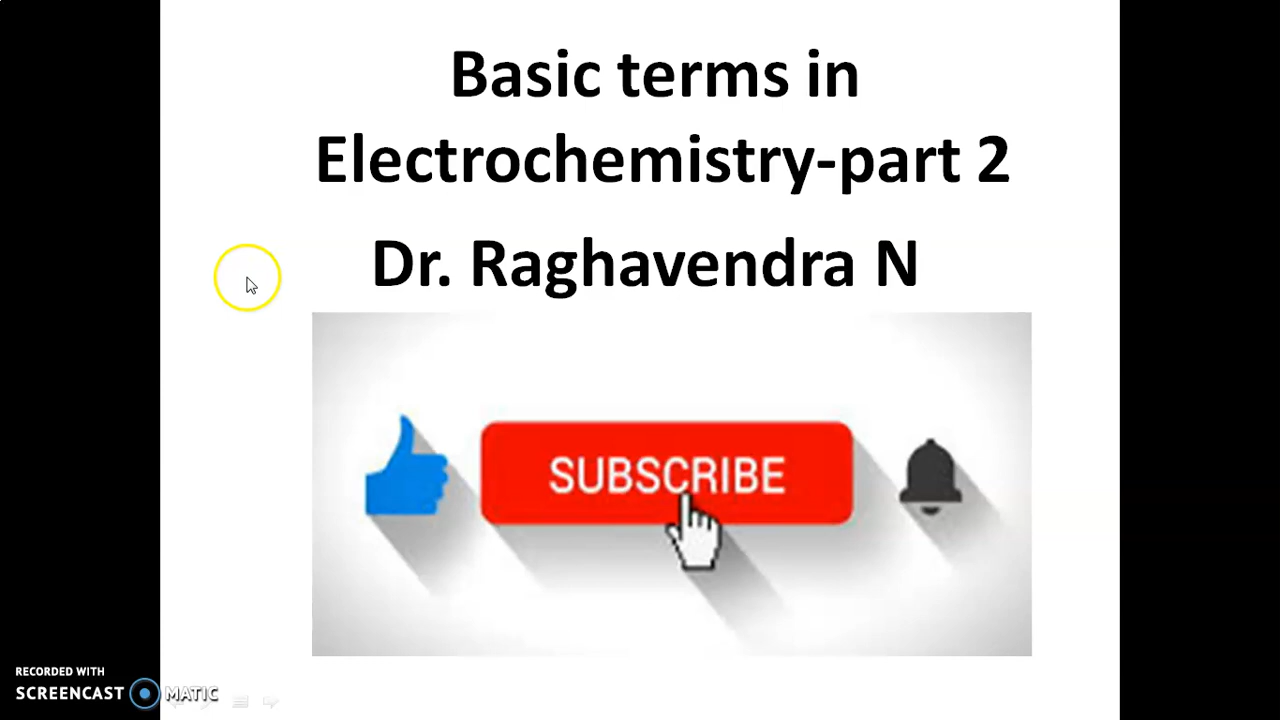 Basic terms in
Electrochemistry-part 2
Dr. Raghavendra N
SUBSCRIBE
RECORDED WITH
SCREENCAST MATIC